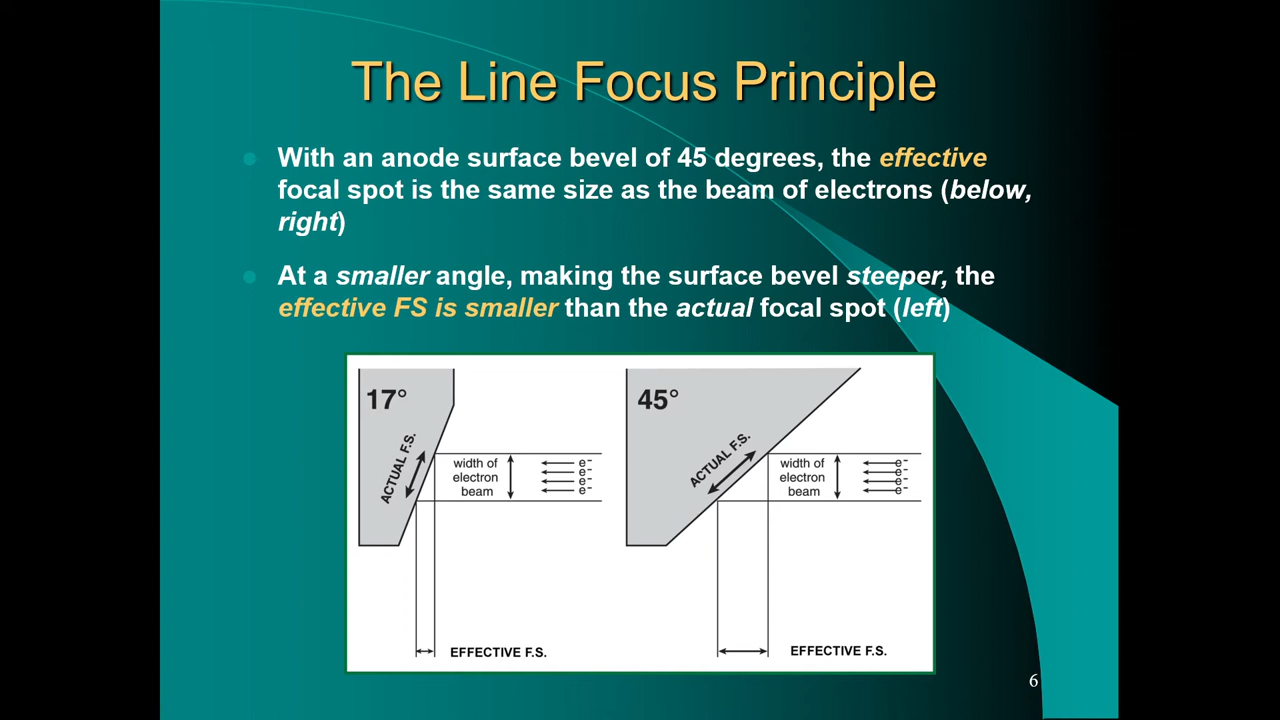 The Line Focus Principle
With an anode surface bevel of 45 degrees, the effective
focal spot is the same size as the beam of electrons (below,
right)
At a smaller angle, making the surface bevel steeper, the
effective FS is smaller than the actual focal spot (left)
17°
ACTUAL F.S.
width of
electron
beam
e-
e-
e-
e-
EFFECTIVE F.S.
45°
ACTUAL F.S.
width of
electron
beam
e-
e-
e-
e-
EFFECTIVE F.S.
6